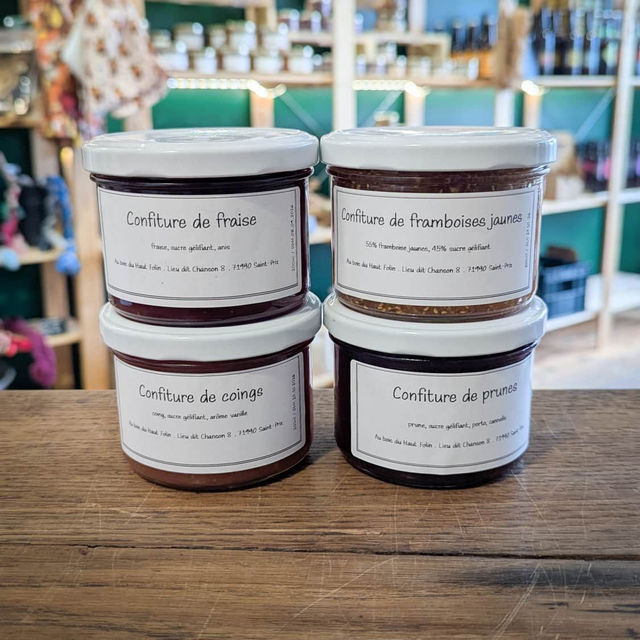 Confiture de fraise
fraise, sucre gélifiant, anis
Au bois du Haut Folin . Lieu dit Chanson 8 . 71990 Saint-Prix
Confiture de framboises jaunes
55% framboise jaunes, 45% sucre gélifiant
Au bois du Haut Folin . Lieu dit Chanson 8 . 71990 Saint-Prix
Confiture de coings
coing, sucre gélifiant, arôme vanille
Au bois du Haut Folin . Lieu dit Chanson 8 . 71990 Saint-Prix
Confiture de prunes
prune, sucre gélifiant, porto, cannelle
Au bois du Haut Folin . Lieu dit Chanson 8 . 71990 Saint-Prix